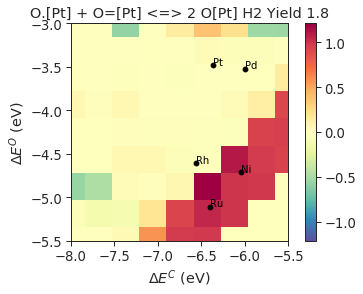 O.[Pt] + O=[Pt] <=> 2 O[Pt] H2 Yield 1.8
−3.0
−3.5
−4.0
−4.5
−5.0
−5.5
ΔE^O (eV)
Pt
Pd
Rh
Ni
Ru
−8.0 −7.5 −7.0 −6.5 −6.0 −5.5
ΔE^C (eV)
1.0
0.5
0.0
−0.5
−1.0